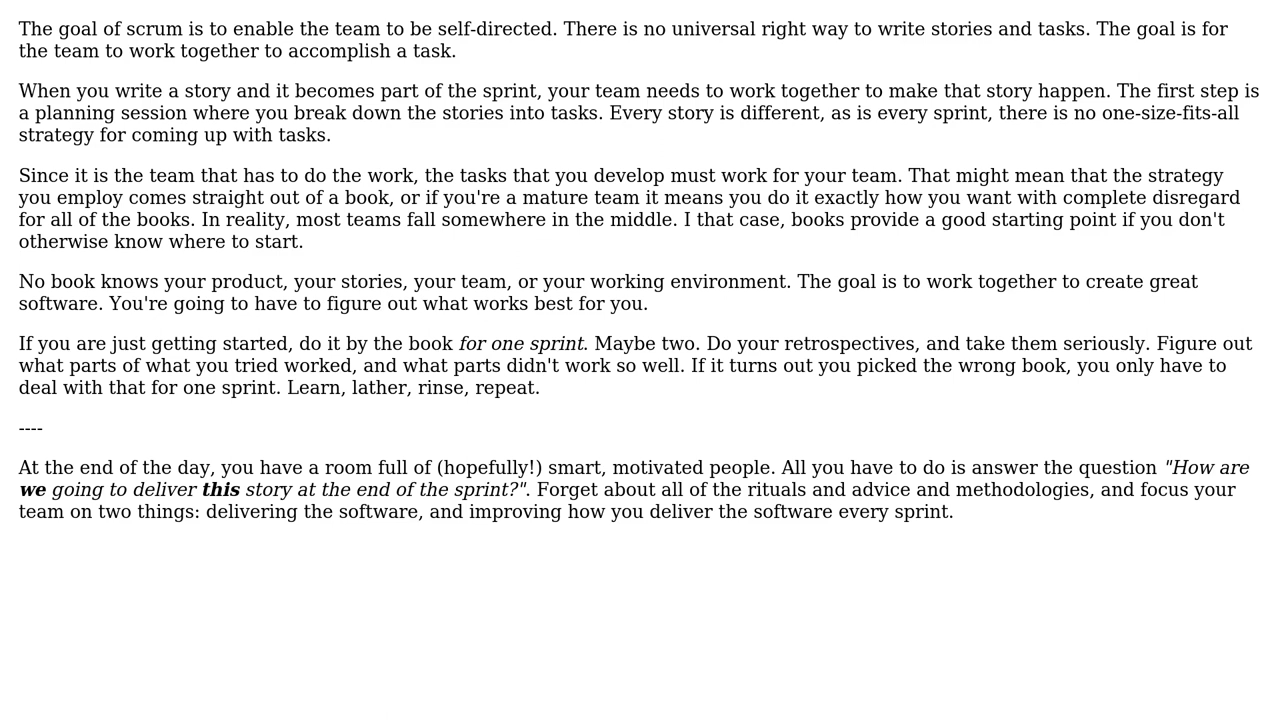 The goal of scrum is to enable the team to be self-directed. There is no universal right way to write stories and tasks. The goal is for
the team to work together to accomplish a task.
When you write a story and it becomes part of the sprint, your team needs to work together to make that story happen. The first step is
a planning session where you break down the stories into tasks. Every story is different, as is every sprint, there is no one-size-fits-all
strategy for coming up with tasks.
Since it is the team that has to do the work, the tasks that you develop must work for your team. That might mean that the strategy
you employ comes straight out of a book, or if you're a mature team it means you do it exactly how you want with complete disregard
for all of the books. In reality, most teams fall somewhere in the middle. I that case, books provide a good starting point if you don't
otherwise know where to start.
No book knows your product, your stories, your team, or your working environment. The goal is to work together to create great
software. You're going to have to figure out what works best for you.
If you are just getting started, do it by the book for one sprint. Maybe two. Do your retrospectives, and take them seriously. Figure out
what parts of what you tried worked, and what parts didn't work so well. If it turns out you picked the wrong book, you only have to
deal with that for one sprint. Learn, lather, rinse, repeat.
----
At the end of the day, you have a room full of (hopefully!) smart, motivated people. All you have to do is answer the question "How are
we going to deliver this story at the end of the sprint?". Forget about all of the rituals and advice and methodologies, and focus your
team on two things: delivering the software, and improving how you deliver the software every sprint.